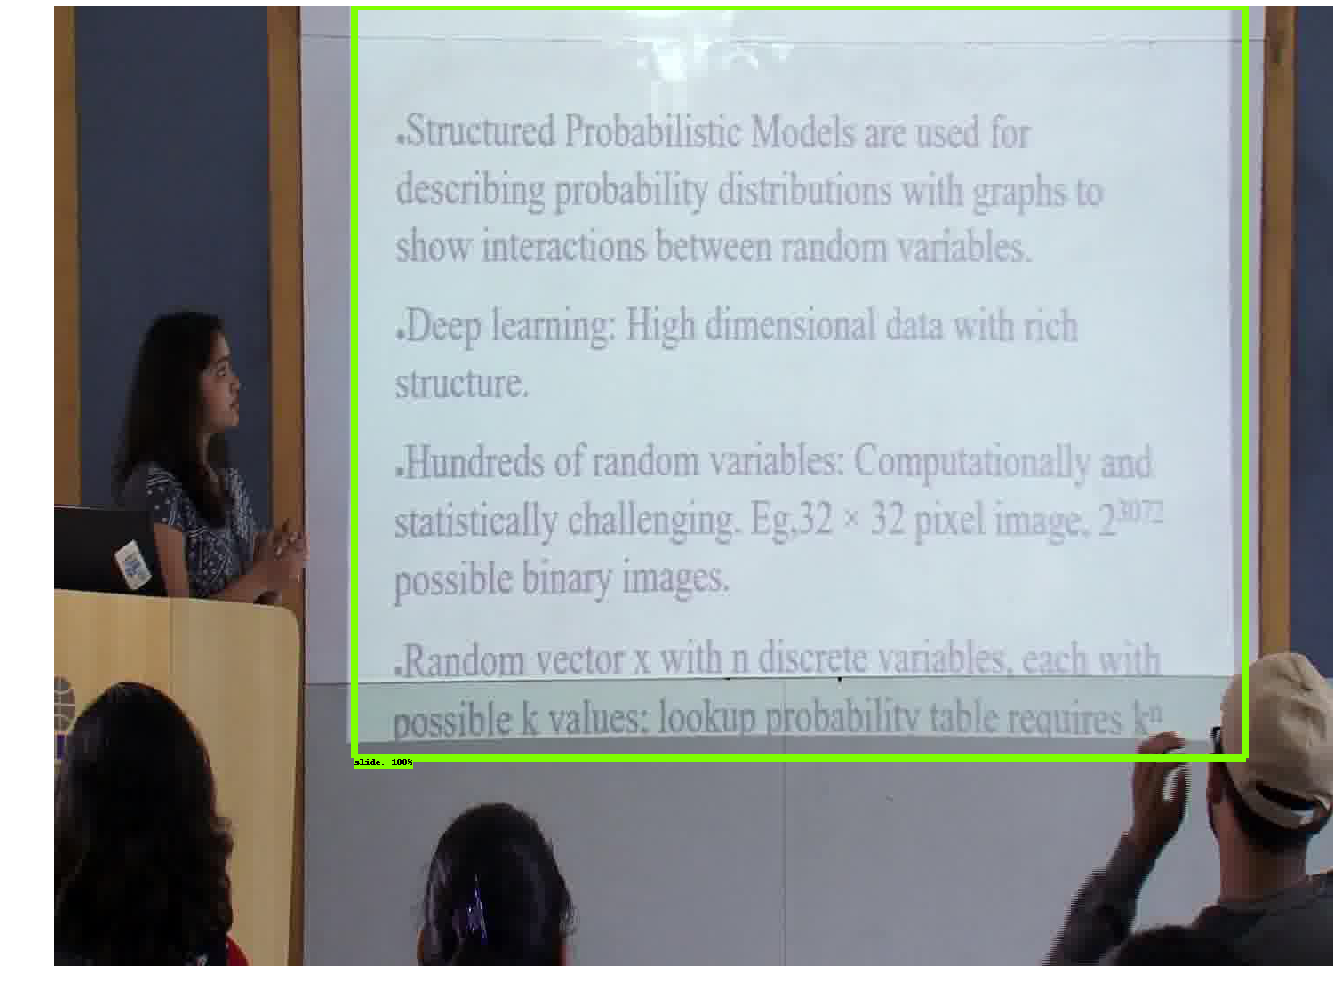 .Structured Probabilistic Models are used for
describing probability distributions with graphs to
show interactions between random variables.
.Deep learning: High dimensional data with rich
structure.
.Hundreds of random variables: Computationally and
statistically challenging. Eg,32 × 32 pixel image, 2³⁰⁷²
possible binary images.
.Random vector x with n discrete variables, each with
possible k values: lookup probability table requires kⁿ
slide: 100%